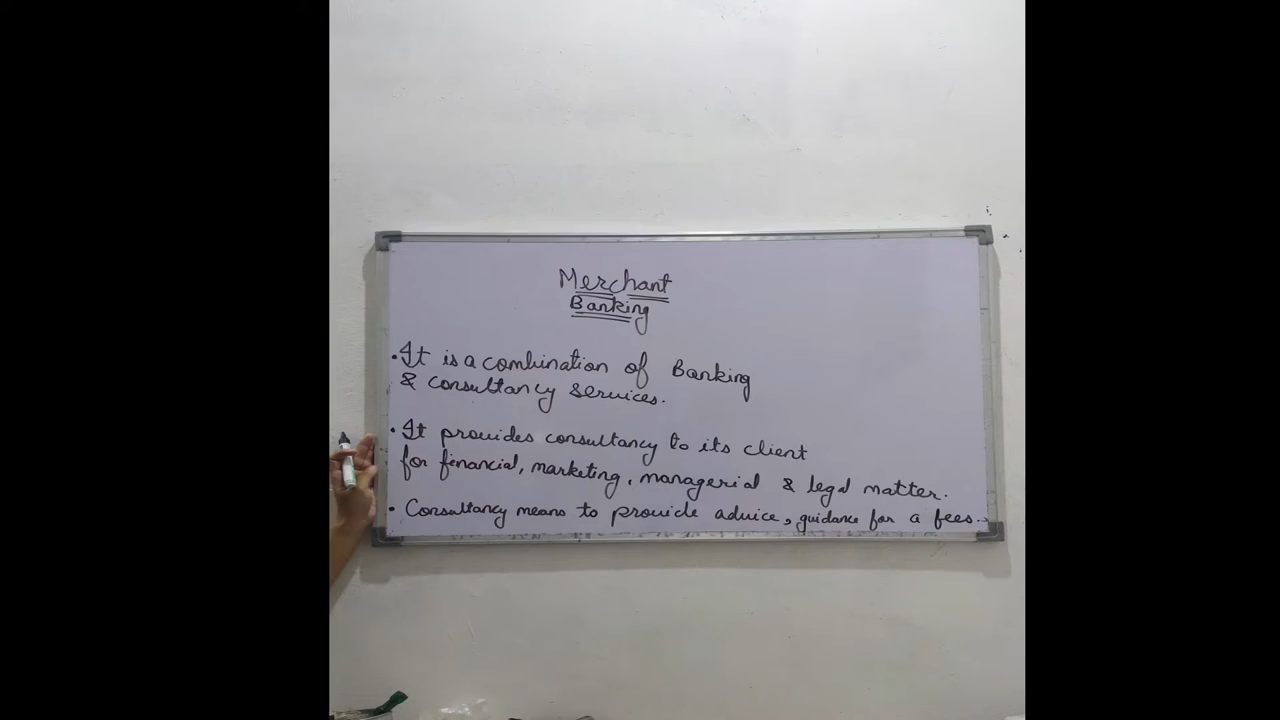 Merchant
Banking
• It is a combination of Banking
& consultancy services.
• It provides consultancy to its client
for financial, marketing, managerial & legal matter.
• Consultancy means to provide advice, guidance for a fees..